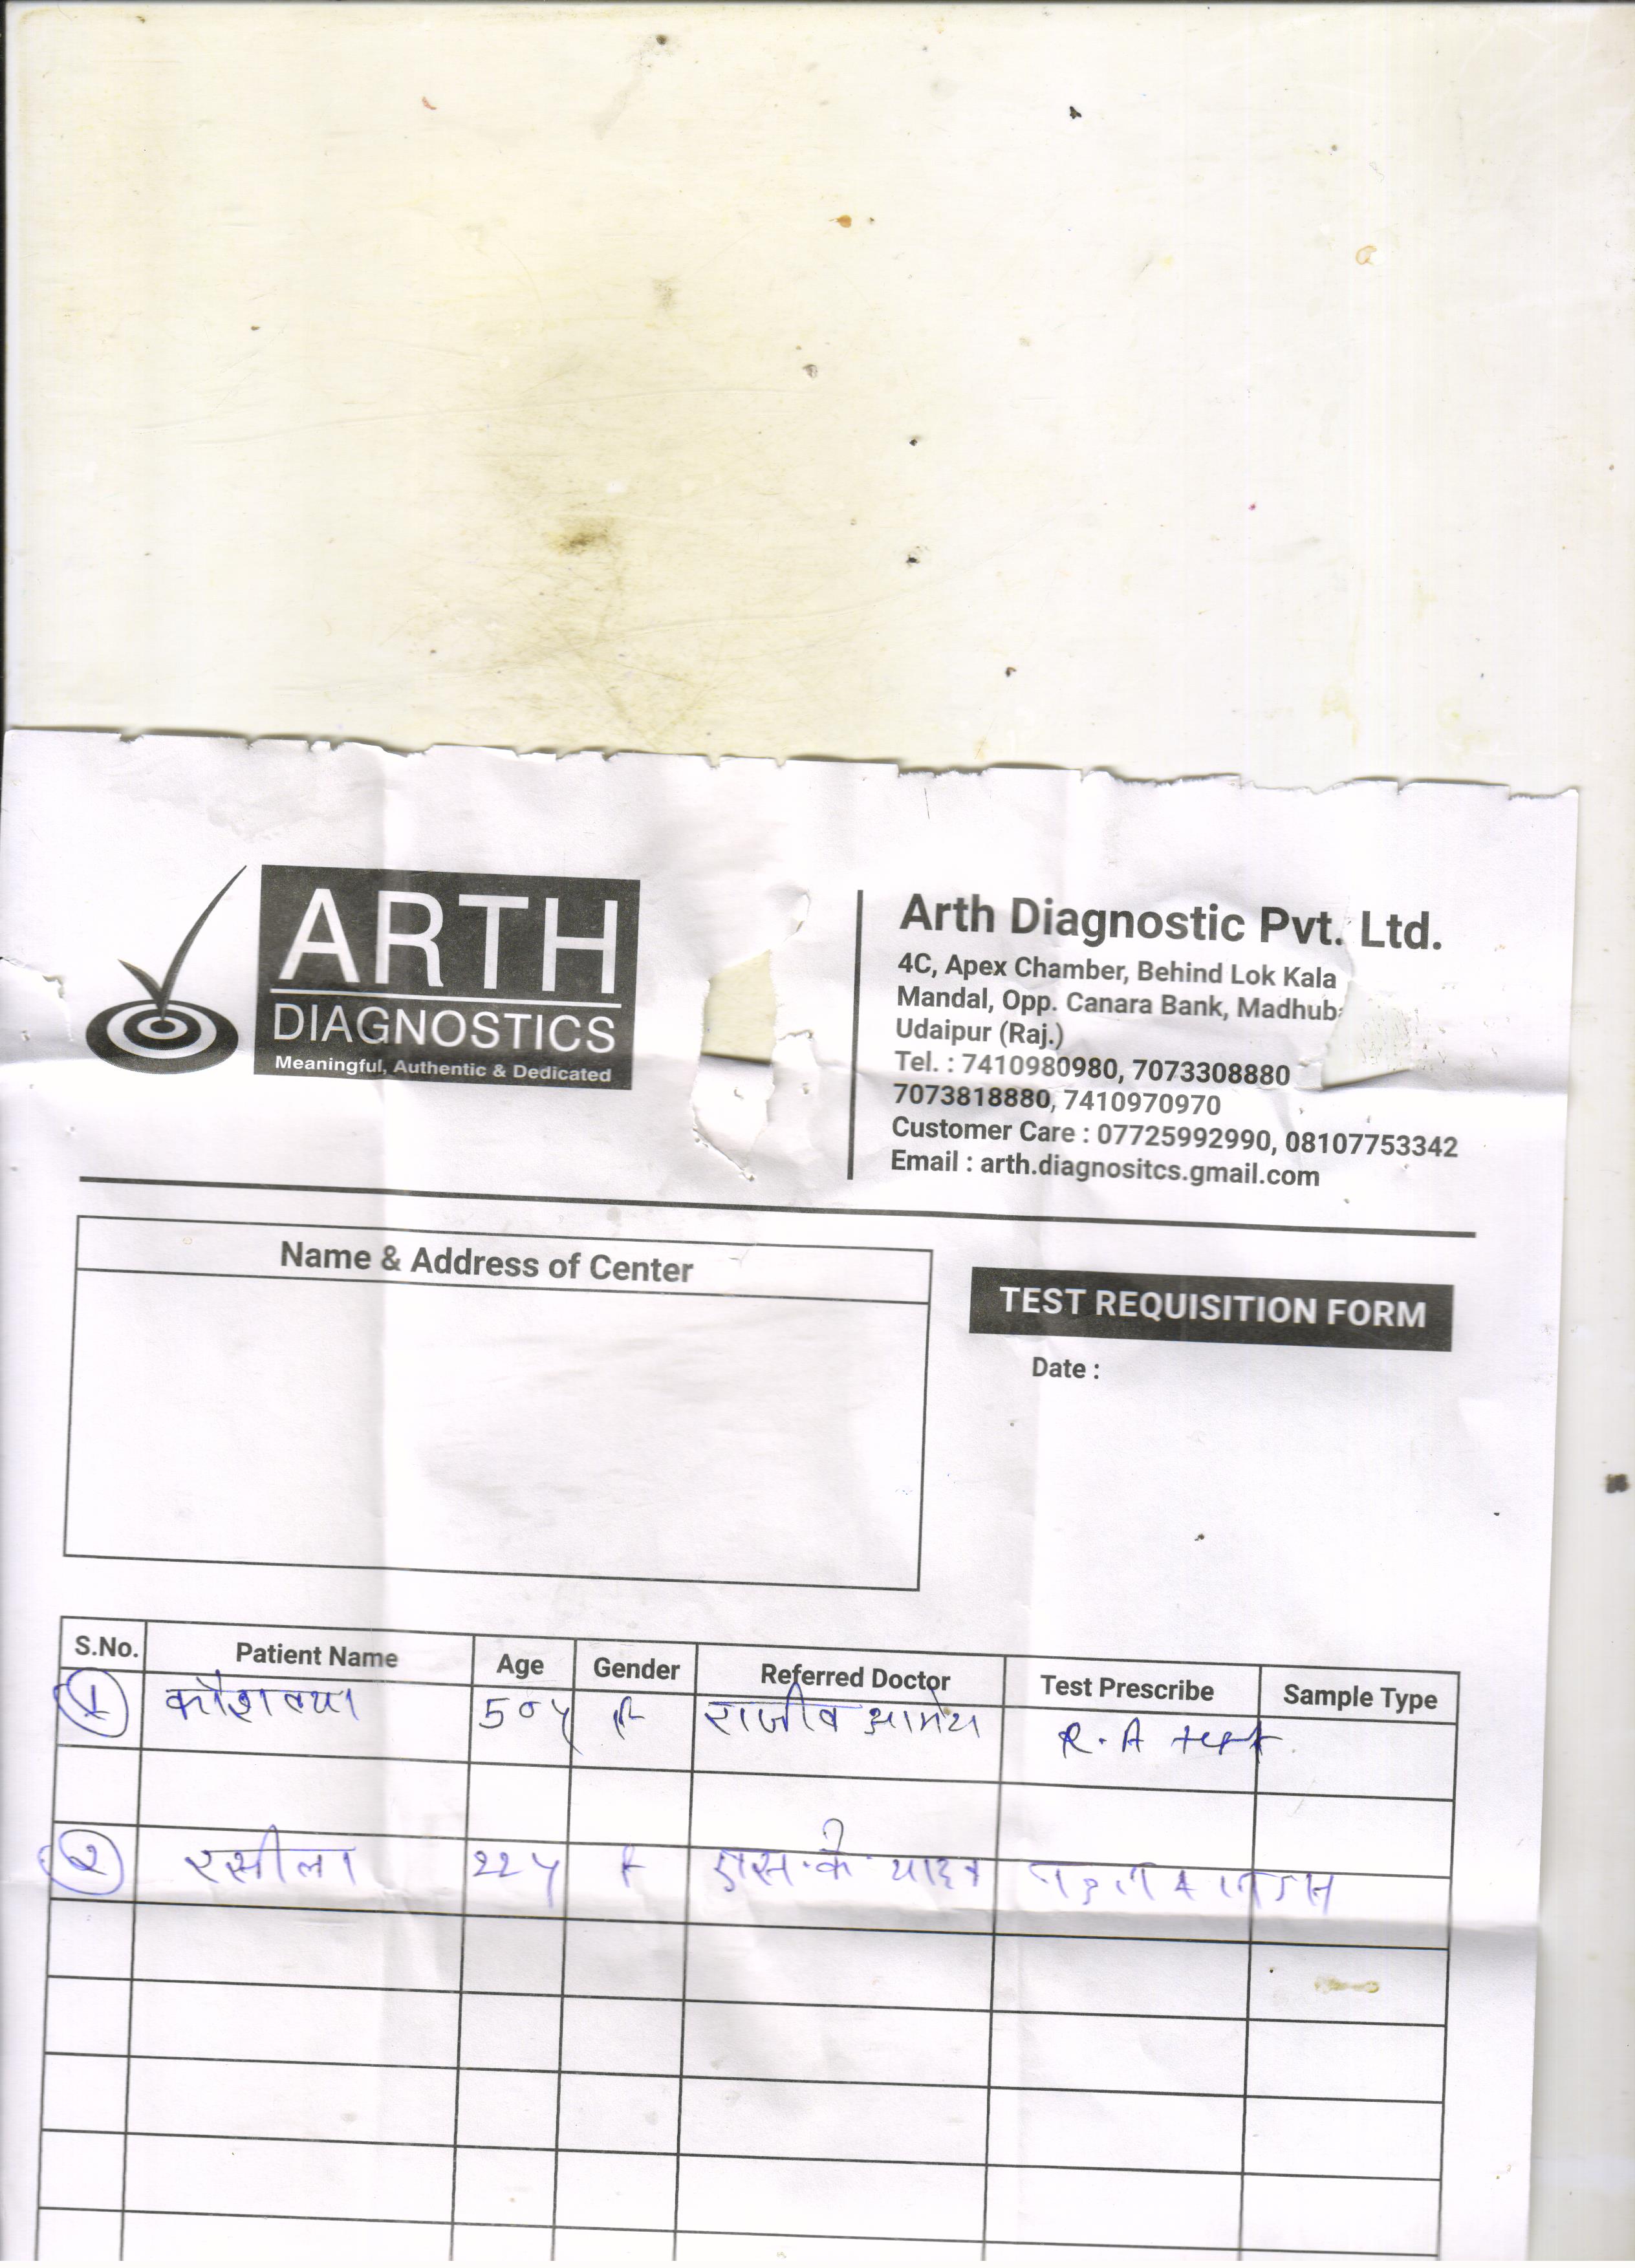 ARTH
DIAGNOSTICS
Meaningful, Authentic & Dedicated
Arth Diagnostic Pvt. Ltd.
4C, Apex Chamber, Behind Lok Kala
Mandal, Opp. Canara Bank, Madhub
Udaipur (Raj.)
Tel. : 7410980980, 7073308880
7073818880, 7410970970
Customer Care : 07725992990, 08107753342
Email : arth.diagnositcs.gmail.com
Name & Address of Center
TEST REQUISITION FORM
Date :
S.No. Patient Name Age Gender Referred Doctor Test Prescribe Sample Type
1 कौशल्या 50y F राजीव आमेय R.A test
2 रसीला 22y F एस.के. यादव